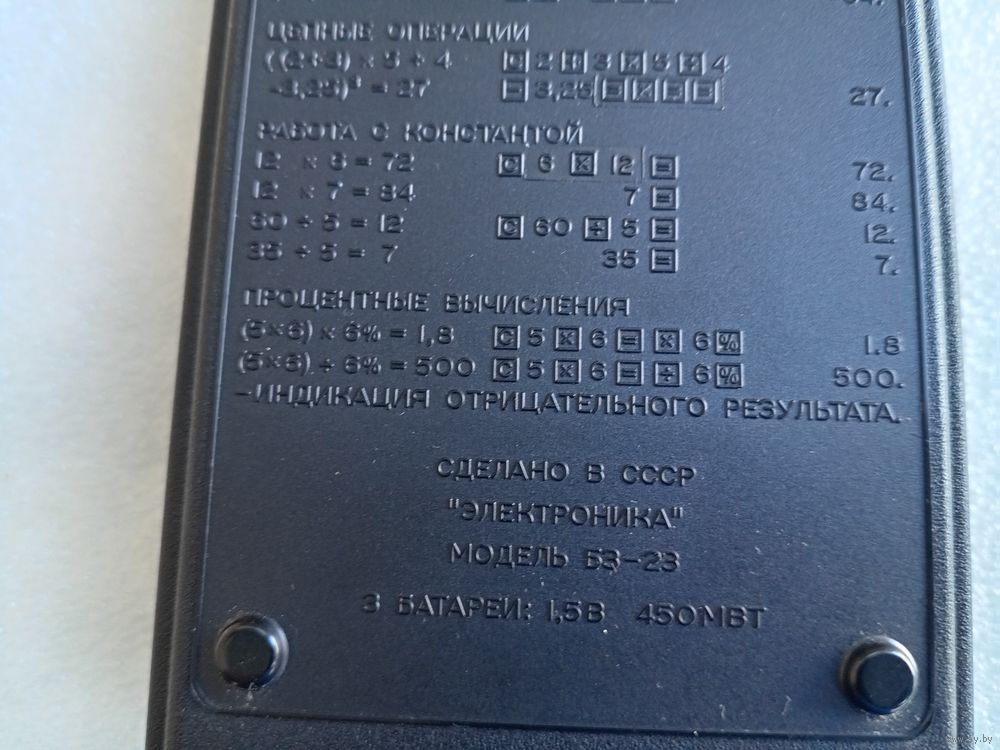 ЦЕПНЫЕ ОПЕРАЦИИ
((2+3) × 5 ÷ 4 C 2 + 3 × 5 ÷ 4
-3,25)³ = 27 - 3,25 = × = = 27.
РАБОТА С КОНСТАНТОЙ
12 × 6 = 72 C 6 × 12 = 72.
12 × 7 = 84 7 = 84.
60 ÷ 5 = 12 C 60 ÷ 5 = 12.
35 ÷ 5 = 7 35 = 7.
ПРОЦЕНТНЫЕ ВЫЧИСЛЕНИЯ
(5×6) × 6% = 1,8 C 5 × 6 = × 6 % 1.8
(5×6) ÷ 6% = 500 C 5 × 6 = ÷ 6 % 500.
-ИНДИКАЦИЯ ОТРИЦАТЕЛЬНОГО РЕЗУЛЬТАТА.
СДЕЛАНО В СССР
"ЭЛЕКТРОНИКА"
МОДЕЛЬ Б3-23
3 БАТАРЕИ: 1,5В 450МВТ